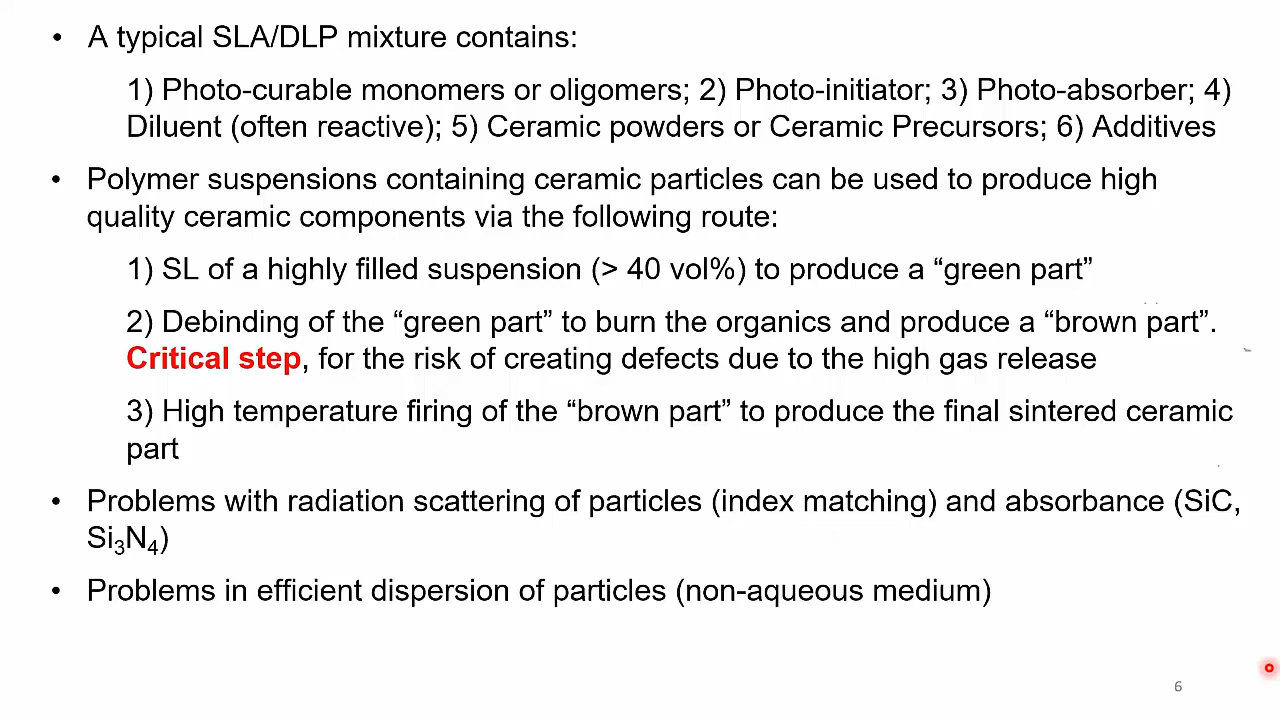 • A typical SLA/DLP mixture contains:
1) Photo-curable monomers or oligomers; 2) Photo-initiator; 3) Photo-absorber; 4)
Diluent (often reactive); 5) Ceramic powders or Ceramic Precursors; 6) Additives
• Polymer suspensions containing ceramic particles can be used to produce high
quality ceramic components via the following route:
1) SL of a highly filled suspension (> 40 vol%) to produce a “green part”
2) Debinding of the “green part” to burn the organics and produce a “brown part”.
Critical step, for the risk of creating defects due to the high gas release
3) High temperature firing of the “brown part” to produce the final sintered ceramic
part
• Problems with radiation scattering of particles (index matching) and absorbance (SiC,
Si₃N₄)
• Problems in efficient dispersion of particles (non-aqueous medium)
6